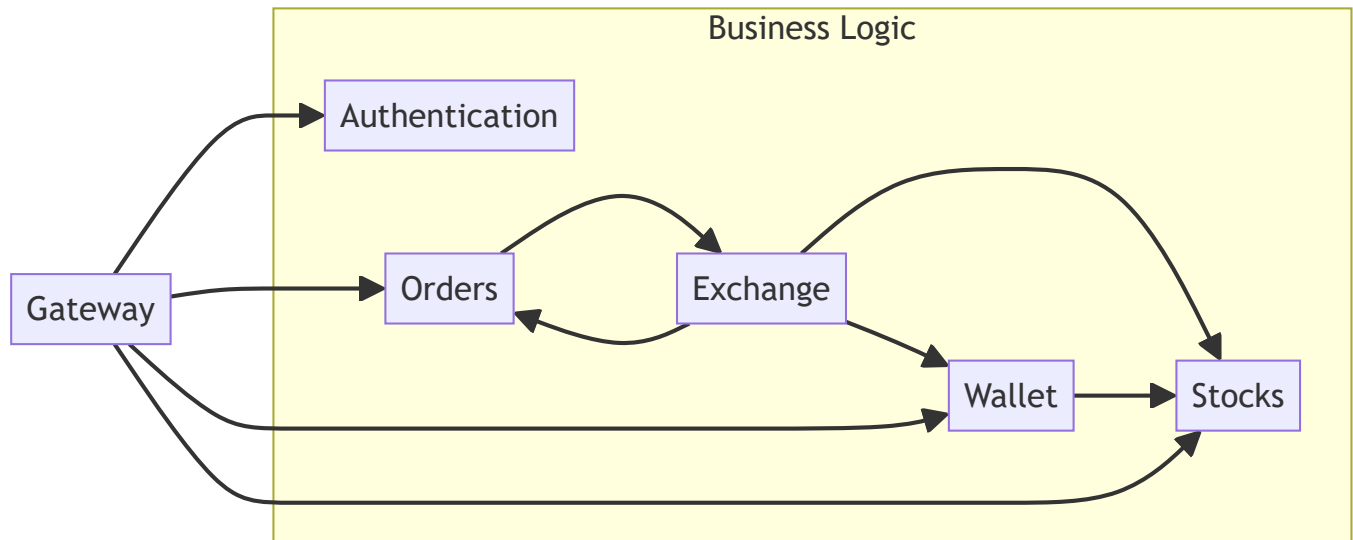 Business Logic
Authentication
Gateway
Orders
Exchange
Wallet
Stocks